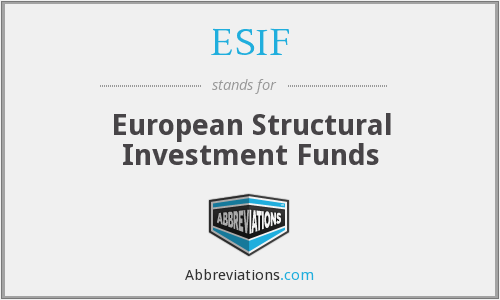 ESIF
stands for
European Structural
Investment Funds
ABBREVIATIONS
Abbreviations.com